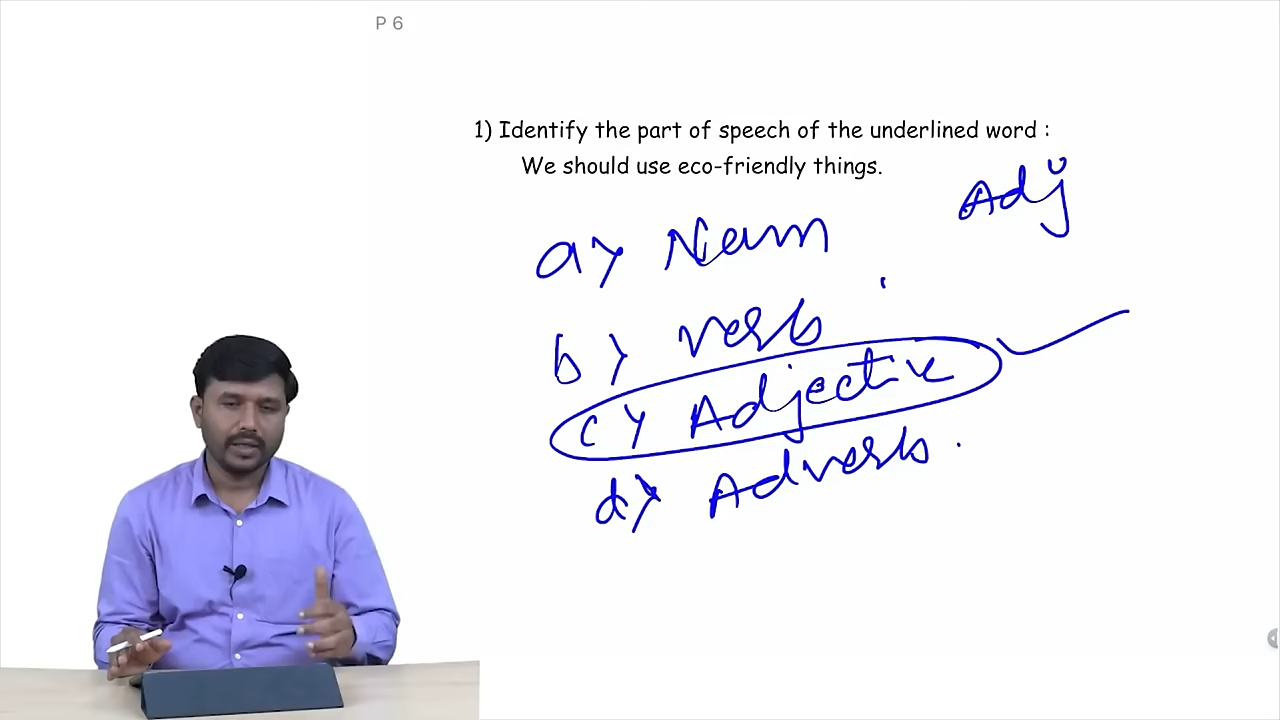 P 6
1) Identify the part of speech of the underlined word :
We should use eco-friendly things.
Adj
a> Noun
b> Verb
c> Adjective
d> Adverb.